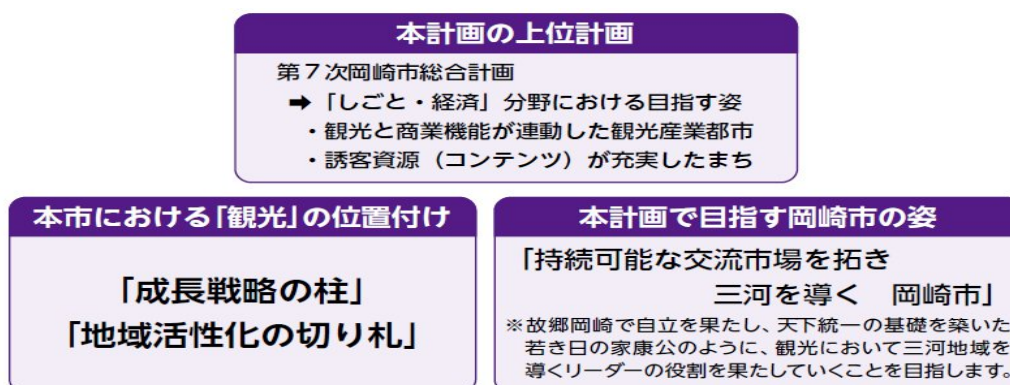 本計画の上位計画
第7次岡崎市総合計画
➡「しごと・経済」分野における目指す姿
・観光と商業機能が連動した観光産業都市
・誘客資源（コンテンツ）が充実したまち
本市における「観光」の位置付け
「成長戦略の柱」
「地域活性化の切り札」
本計画で目指す岡崎市の姿
「持続可能な交流市場を拓き
三河を導く　岡崎市」
※故郷岡崎で自立を果たし、天下統一の基礎を築いた
若き日の家康公のように、観光において三河地域を
導くリーダーの役割を果たしていくことを目指します。